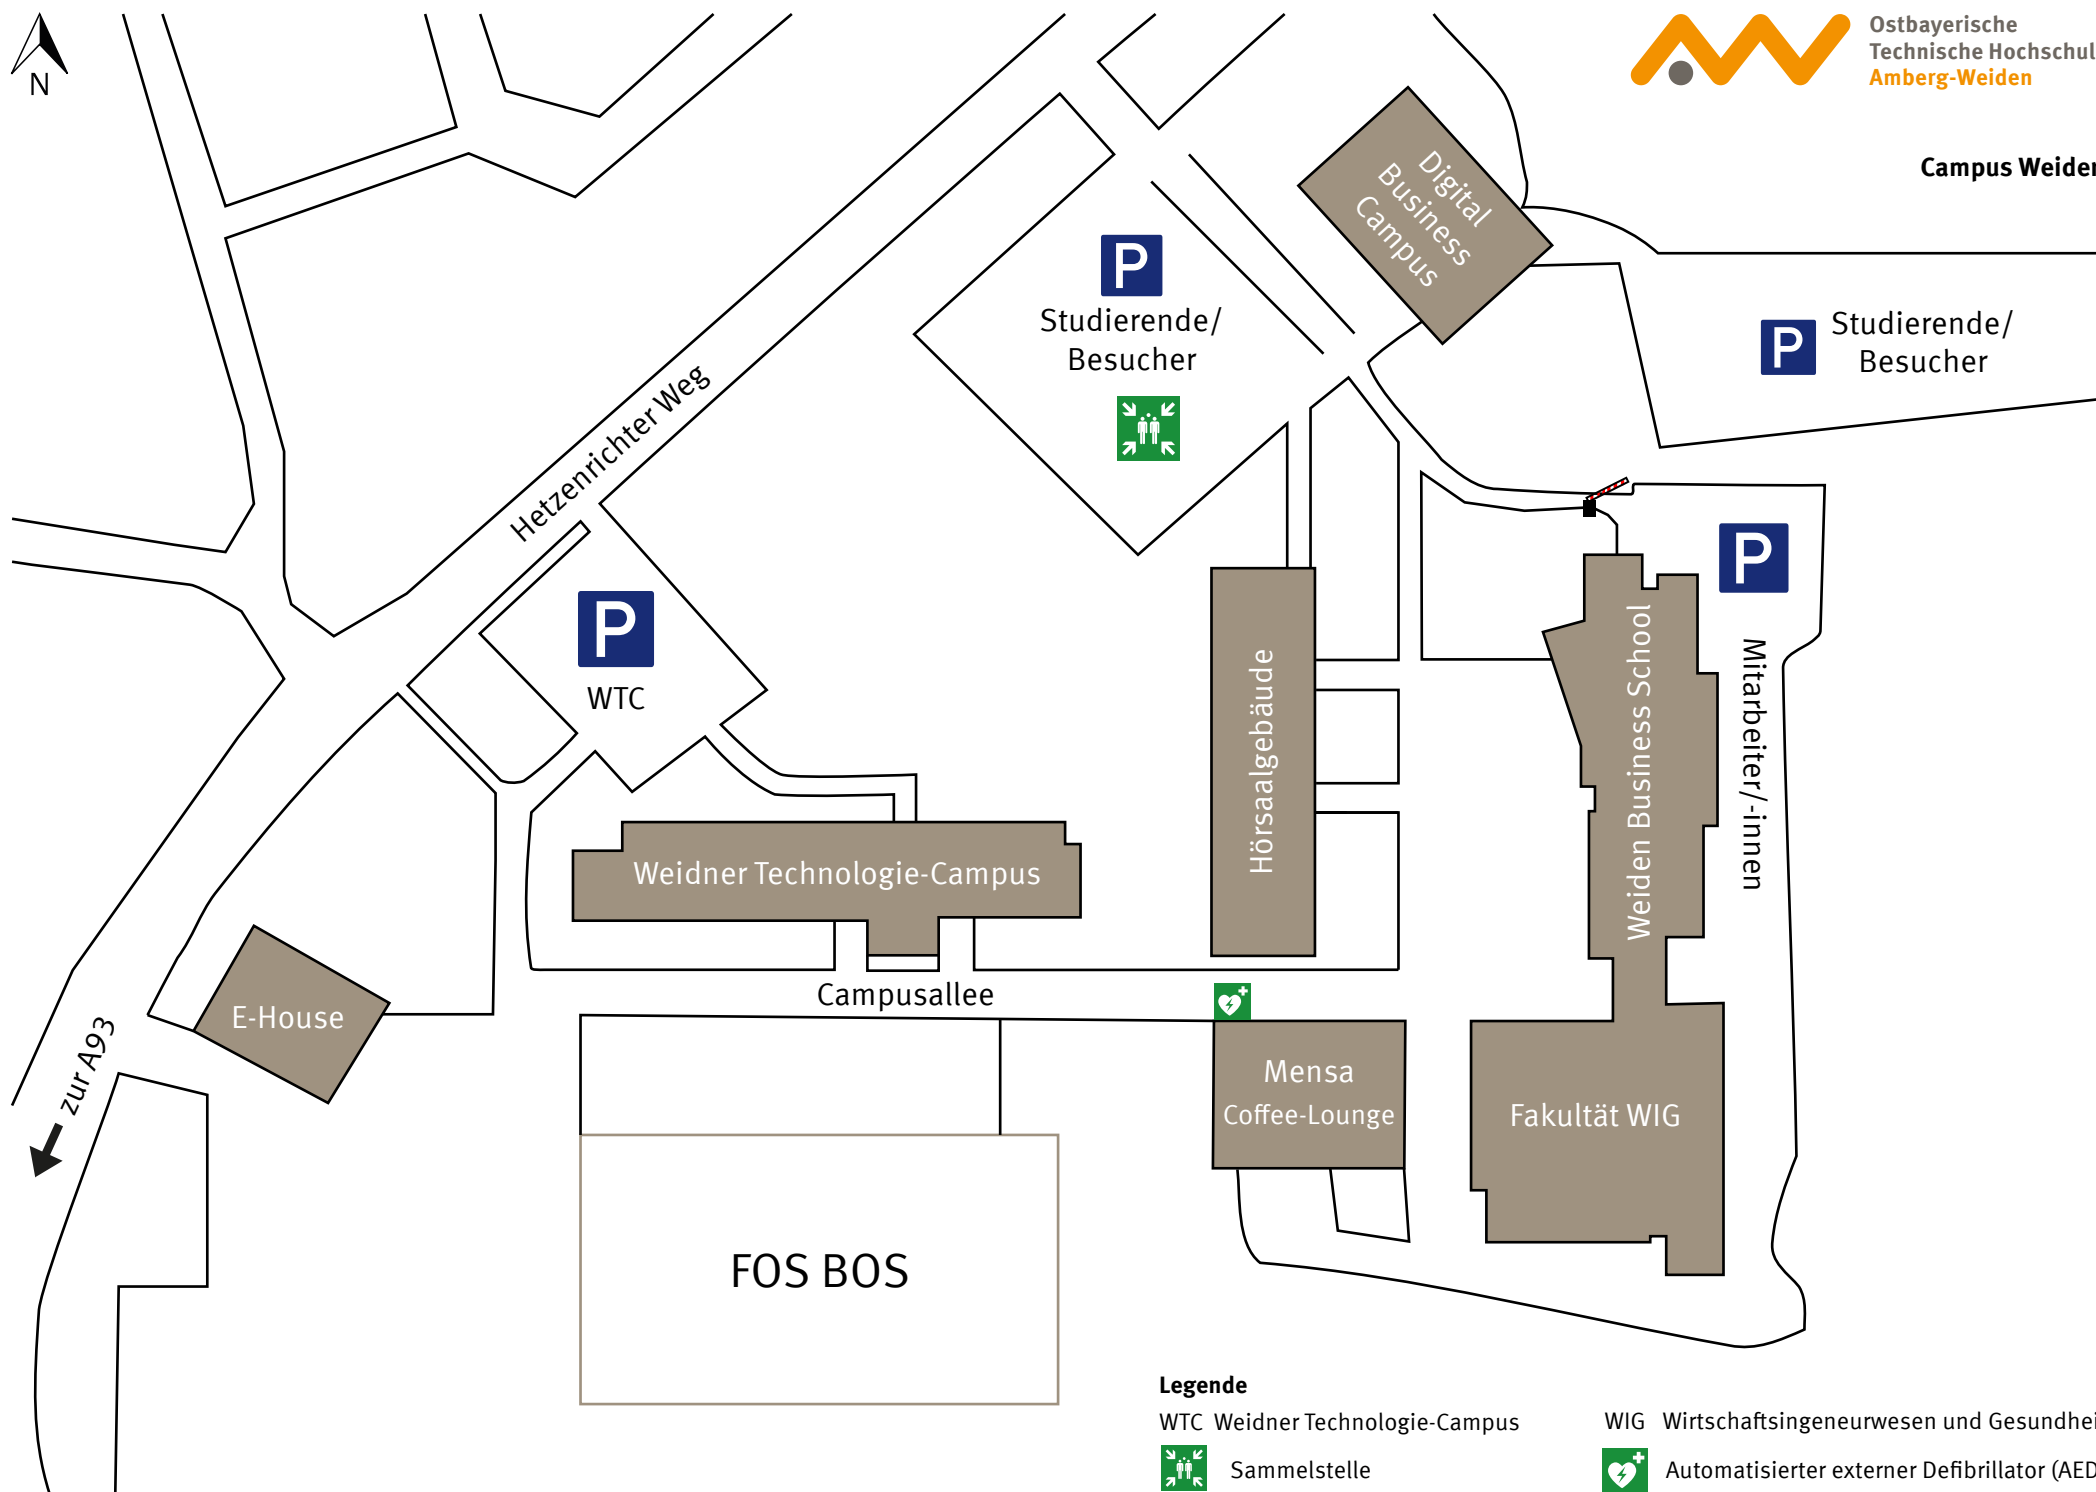 N
Ostbayerische
Technische Hochschul
Amberg-Weiden
Campus Weiden
Digital
Business
Campus
P
Studierende/
Besucher
P
Studierende/
Besucher
Hetzenrichter Weg
P
WTC
P
Mitarbeiter/-innen
Hörsaalgebäude
Weiden Business School
Weidner Technologie-Campus
Campusallee
E-House
zur A93
Mensa
Coffee-Lounge
Fakultät WIG
FOS BOS
Legende
WTC Weidner Technologie-Campus
WIG Wirtschaftsingeneurwesen und Gesundhei
Sammelstelle
Automatisierter externer Defibrillator (AED